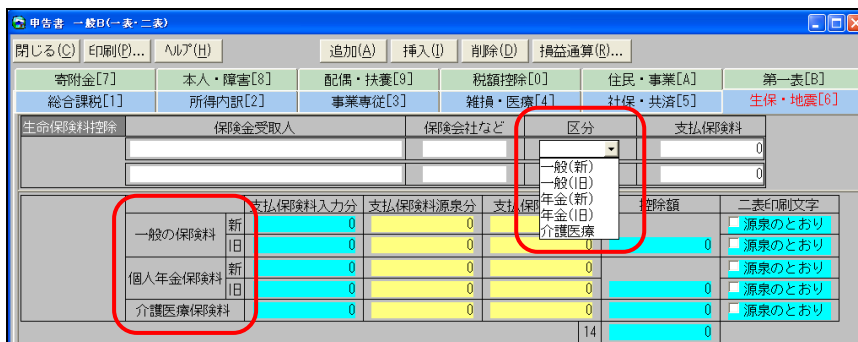 申告書 一般B(一表・二表)
閉じる(C) 印刷(P)... ヘルプ(H) 追加(A) 挿入(I) 削除(D) 損益通算(R)...
寄附金[7] 本人・障害[8] 配偶・扶養[9] 税額控除[0] 住民・事業[A] 第一表[B]
総合課税[1] 所得内訳[2] 事業専従[3] 雑損・医療[4] 社保・共済[5] 生保・地震[6]
生命保険料控除 保険金受取人 保険会社など 区分 支払保険料
0
一般(新)
0
一般(旧)
年金(新)
年金(旧)
介護医療
支払保険料入力分 支払保険料源泉分 支払保 控除額 二表印刷文字
一般の保険料 新 0 0 源泉のとおり
旧 0 0 0 0 源泉のとおり
個人年金保険料 新 0 0 0 源泉のとおり
旧 0 0 0 0 源泉のとおり
介護医療保険料 0 0 0 0 源泉のとおり
14 0